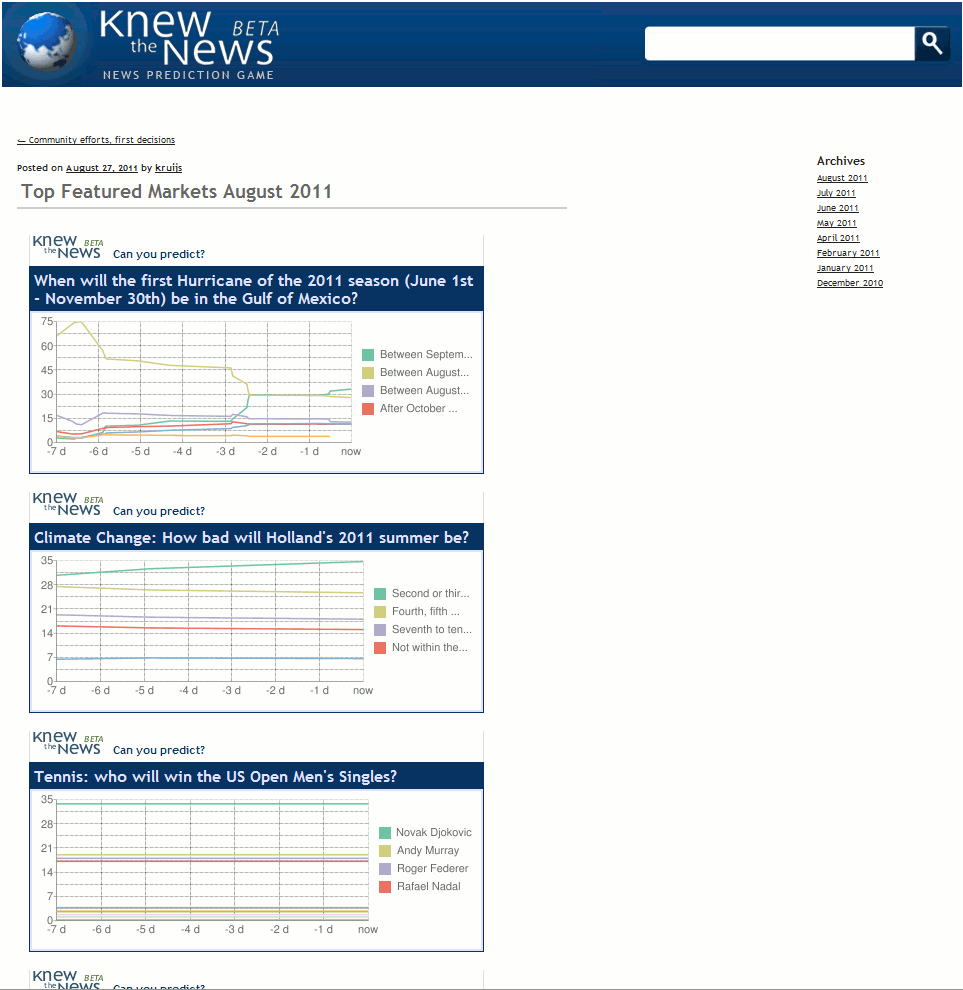 Knew BETA
the News
NEWS PREDICTION GAME
← Community efforts, first decisions
Posted on August 27, 2011 by kruijs
Top Featured Markets August 2011
Archives
August 2011
July 2011
June 2011
May 2011
April 2011
February 2011
January 2011
December 2010
Knew BETA
the News Can you predict?
When will the first Hurricane of the 2011 season (June 1st
- November 30th) be in the Gulf of Mexico?
75
60
45
30
15
0
-7 d -6 d -5 d -4 d -3 d -2 d -1 d now
Between Septem...
Between August...
Between August...
After October ...
Knew BETA
the News Can you predict?
Climate Change: How bad will Holland's 2011 summer be?
35
28
21
14
7
0
-7 d -6 d -5 d -4 d -3 d -2 d -1 d now
Second or thir...
Fourth, fifth ...
Seventh to ten...
Not within the...
Knew BETA
the News Can you predict?
Tennis: who will win the US Open Men's Singles?
35
28
21
14
7
0
-7 d -6 d -5 d -4 d -3 d -2 d -1 d now
Novak Djokovic
Andy Murray
Roger Federer
Rafael Nadal
Knew BETA
the News Can you predict?